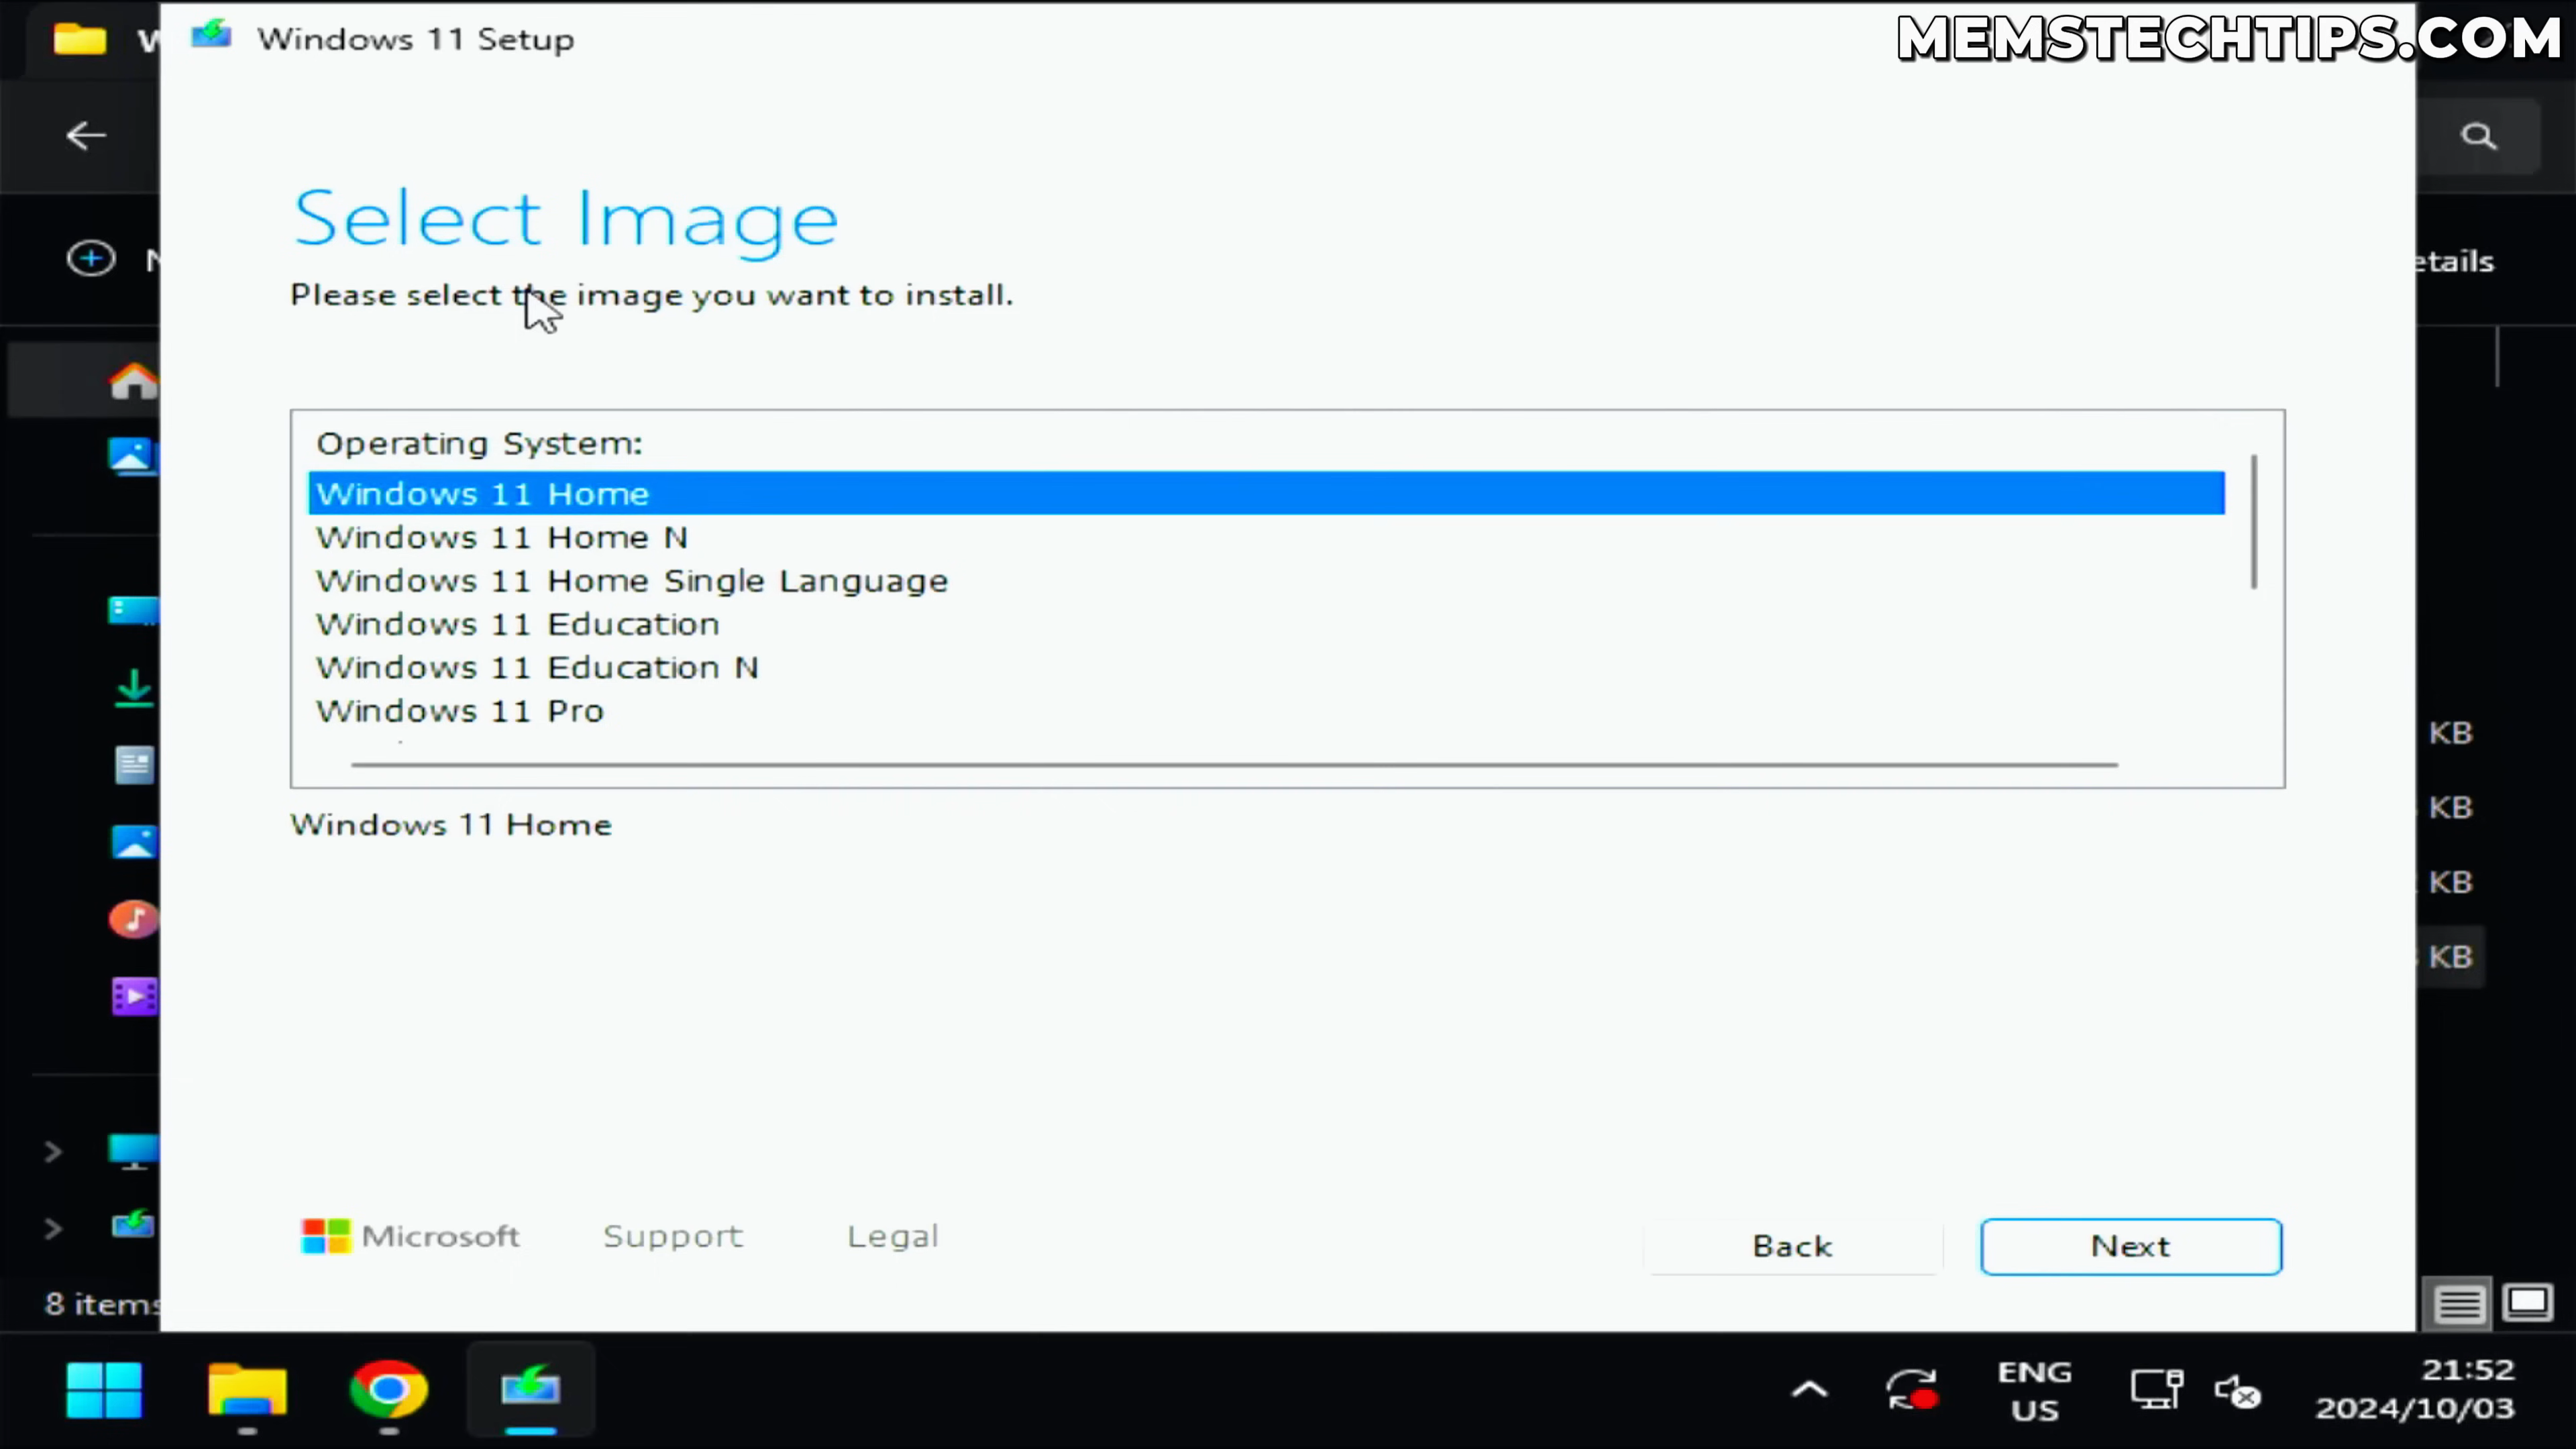 W
Windows 11 Setup
MEMSTECHTIPS.COM
Select Image
N
etails
Please select the image you want to install.
Operating System:
Windows 11 Home
Windows 11 Home N
Windows 11 Home Single Language
Windows 11 Education
Windows 11 Education N
Windows 11 Pro
KB
KB
KB
KB
Windows 11 Home
Microsoft
Support
Legal
Back
Next
8 items
ENG
US
21:52
2024/10/03